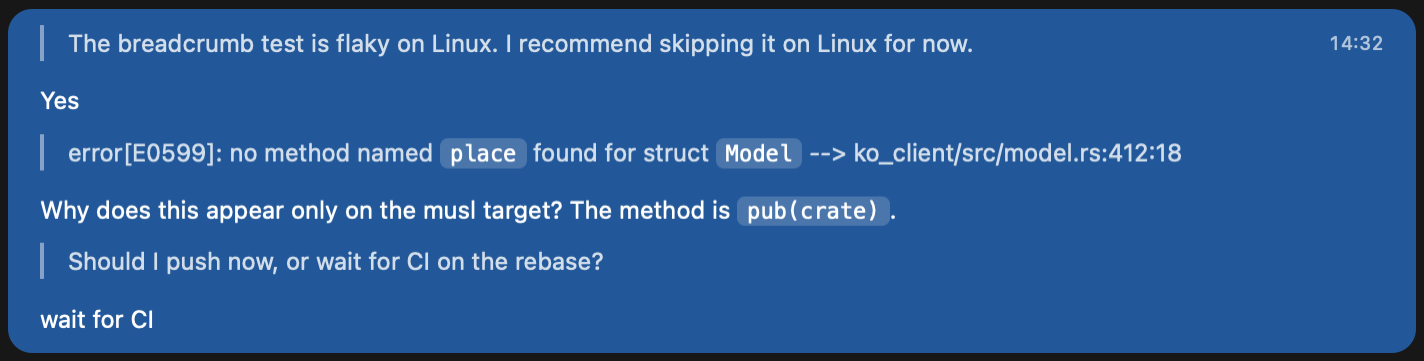 The breadcrumb test is flaky on Linux. I recommend skipping it on Linux for now.
14:32
Yes
error[E0599]: no method named place found for struct Model --> ko_client/src/model.rs:412:18
Why does this appear only on the musl target? The method is pub(crate).
Should I push now, or wait for CI on the rebase?
wait for CI